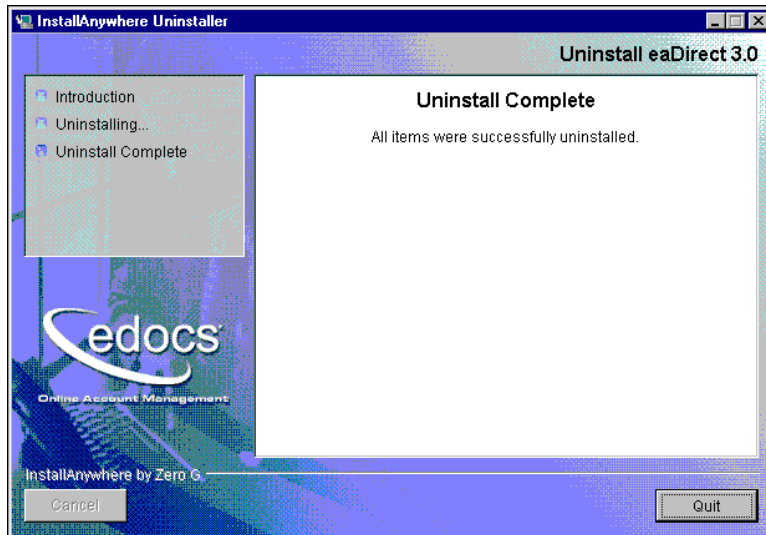 InstallAnywhere Uninstaller
Uninstall eaDirect 3.0
Introduction
Uninstalling...
Uninstall Complete
Uninstall Complete
All items were successfully uninstalled.
edocs
Online Account Management
InstallAnywhere by Zero G
Cancel
Quit